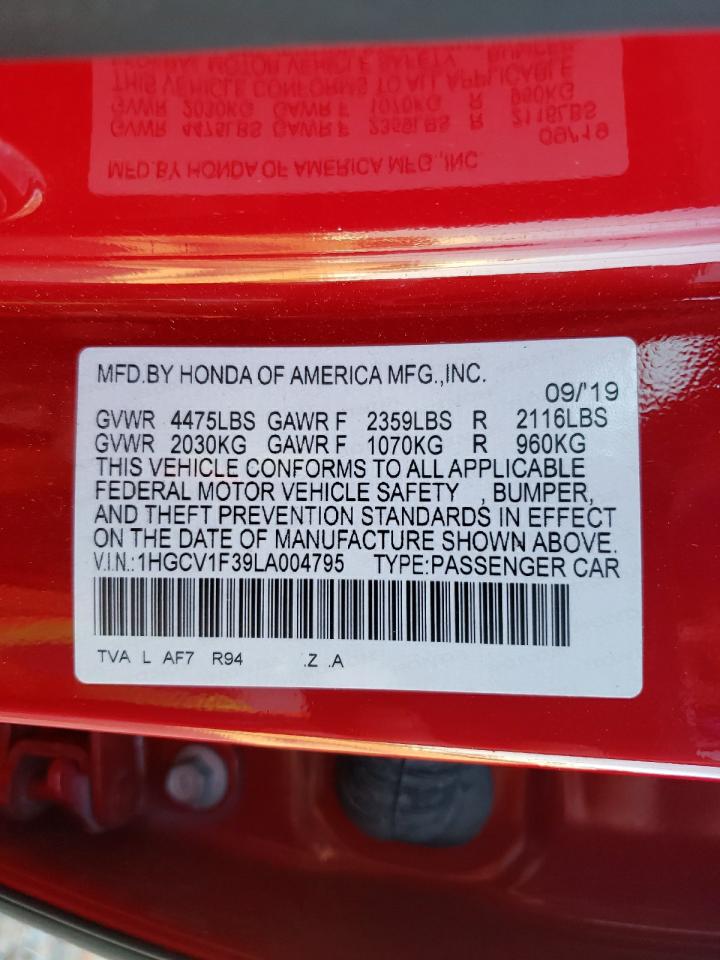 MFD.BY HONDA OF AMERICA MFG.,INC.
09/'19
GVWR 4475LBS GAWR F 2359LBS R 2116LBS
GVWR 2030KG GAWR F 1070KG R 960KG
THIS VEHICLE CONFORMS TO ALL APPLICABLE
FEDERAL MOTOR VEHICLE SAFETY , BUMPER,
AND THEFT PREVENTION STANDARDS IN EFFECT
ON THE DATE OF MANUFACTURE SHOWN ABOVE.
V.I.N.:1HGCV1F39LA004795 TYPE:PASSENGER CAR
TVA L AF7 R94 .Z .A